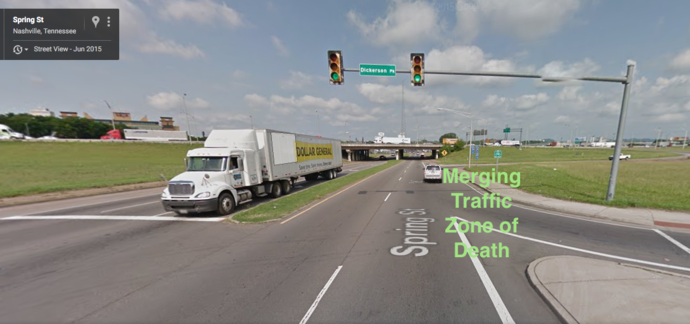 Spring St
Nashville, Tennessee
Street View - Jun 2015
Dickerson Pk
DOLLAR GENERAL
Spring St
Merging
Traffic
Zone of
Death